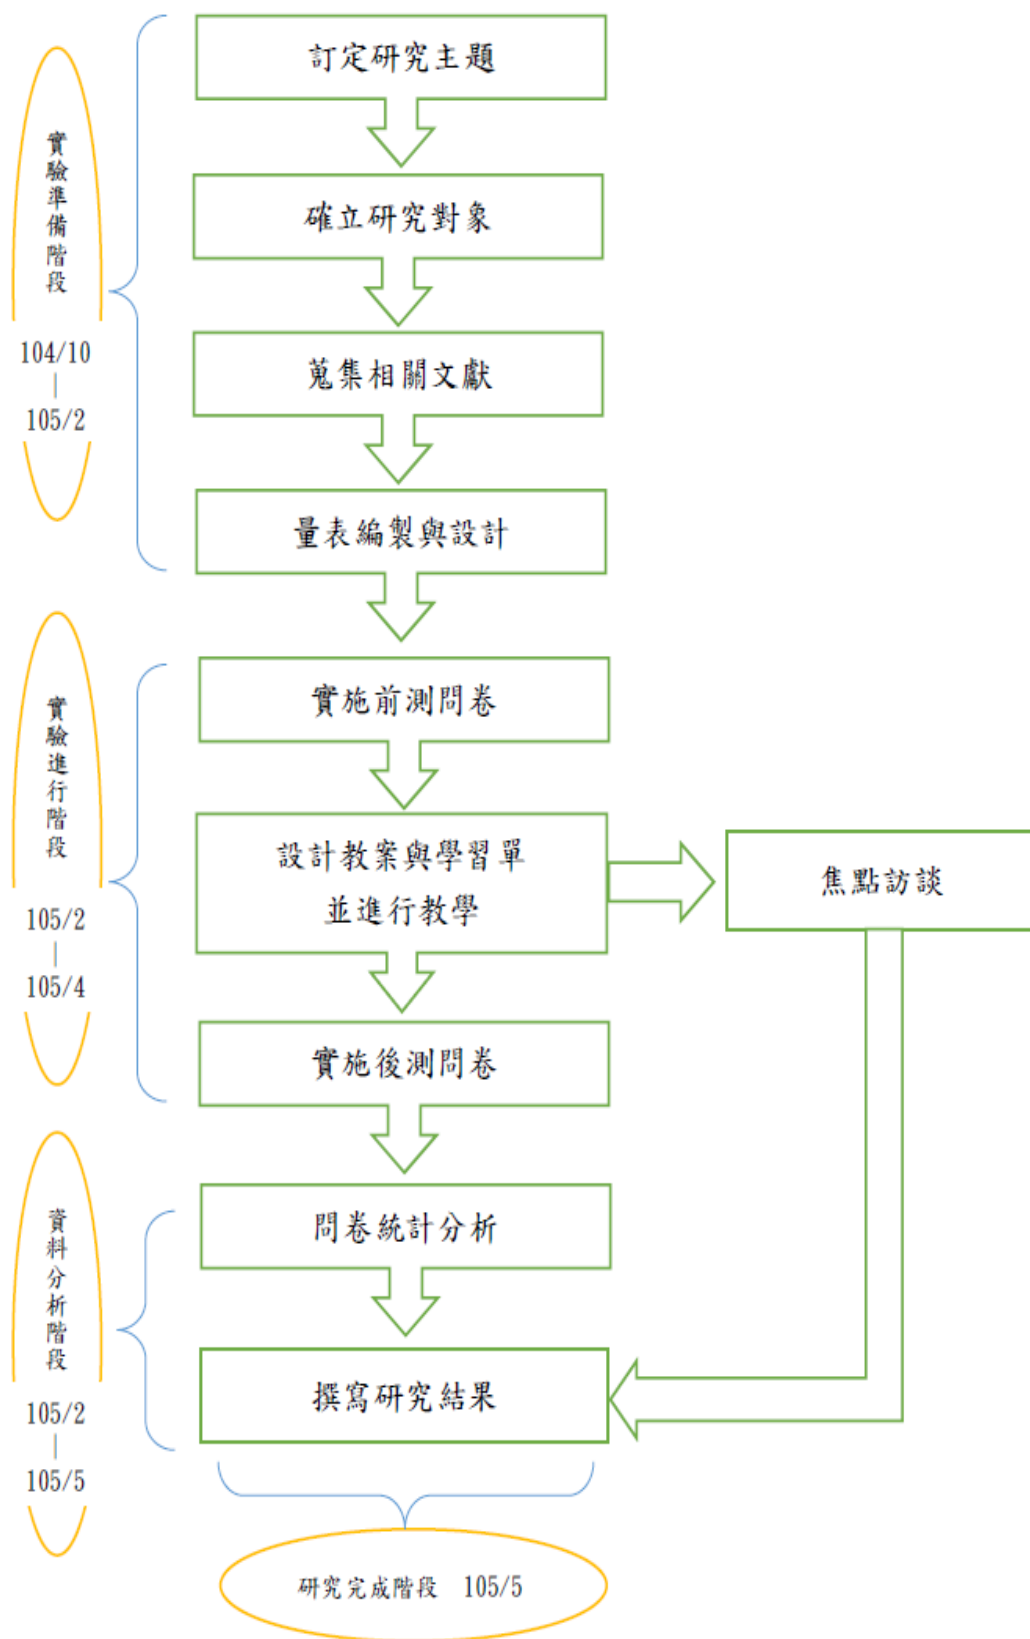 訂定研究主題
確立研究對象
蒐集相關文獻
量表編製與設計
實驗準備階段
104/10
|
105/2
實施前測問卷
設計教案與學習單
並進行教學
焦點訪談
實施後測問卷
實驗進行階段
105/2
|
105/4
問卷統計分析
撰寫研究結果
資料分析階段
105/2
|
105/5
研究完成階段 105/5